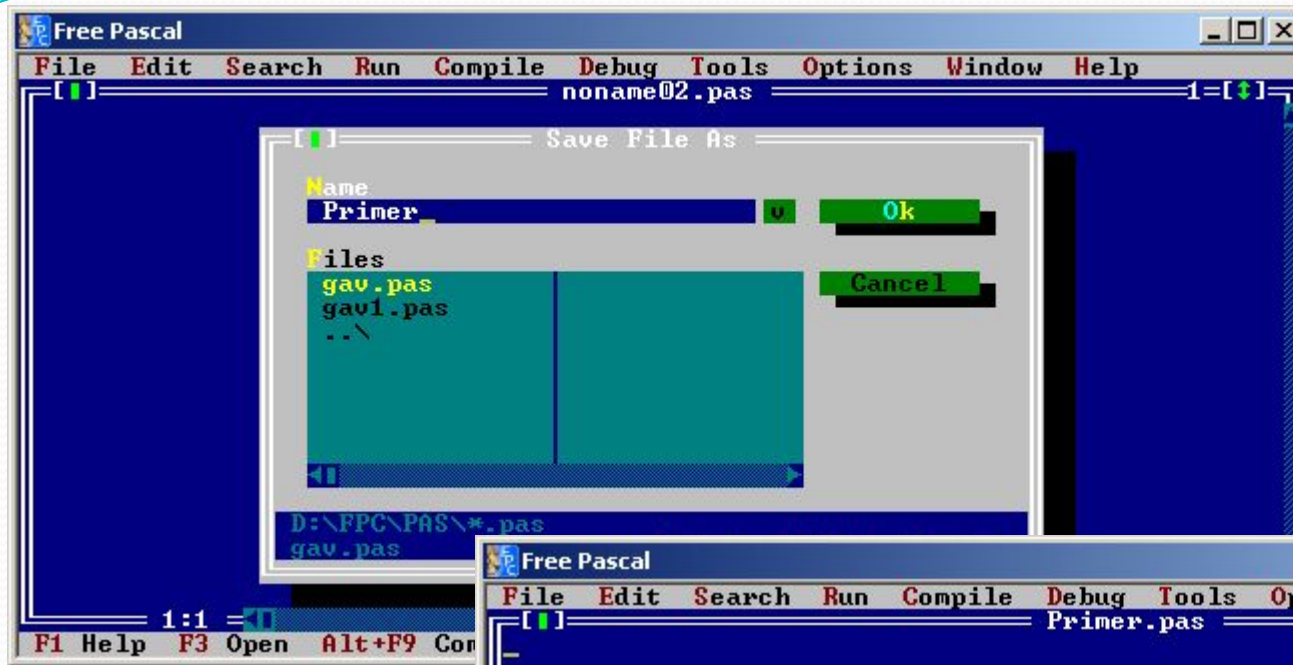 Free Pascal
File Edit Search Run Compile Debug Tools Options Window Help
noname02.pas 1
Save File As
Name
Primer_ v Ok
Files
gav.pas Cancel
gav1.pas
..\
D:\FPC\PAS\*.pas
gav.pas
1:1
F1 Help F3 Open Alt+F9 Com
Free Pascal
File Edit Search Run Compile Debug Tools Op
Primer.pas